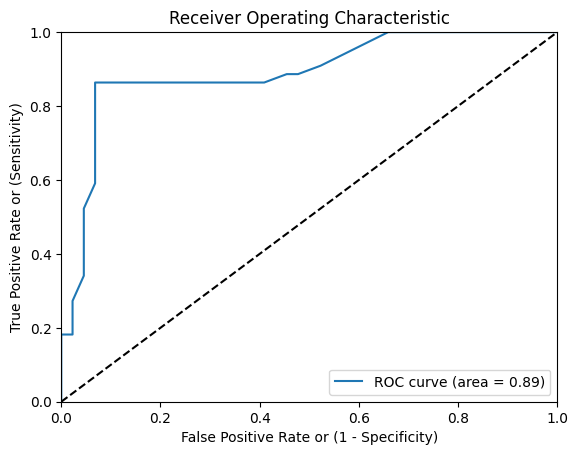 Receiver Operating Characteristic
1.0
0.8
0.6
0.4
0.2
0.0
True Positive Rate or (Sensitivity)
ROC curve (area = 0.89)
0.0 0.2 0.4 0.6 0.8 1.0
False Positive Rate or (1 - Specificity)